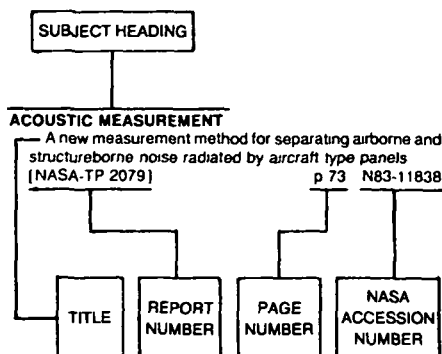 SUBJECT HEADING
ACOUSTIC MEASUREMENT
A new measurement method for separating airborne and
structureborne noise radiated by aircraft type panels
[NASA-TP 2079] p 73 N83-11838
TITLE
REPORT
NUMBER
PAGE
NUMBER
NASA
ACCESSION
NUMBER